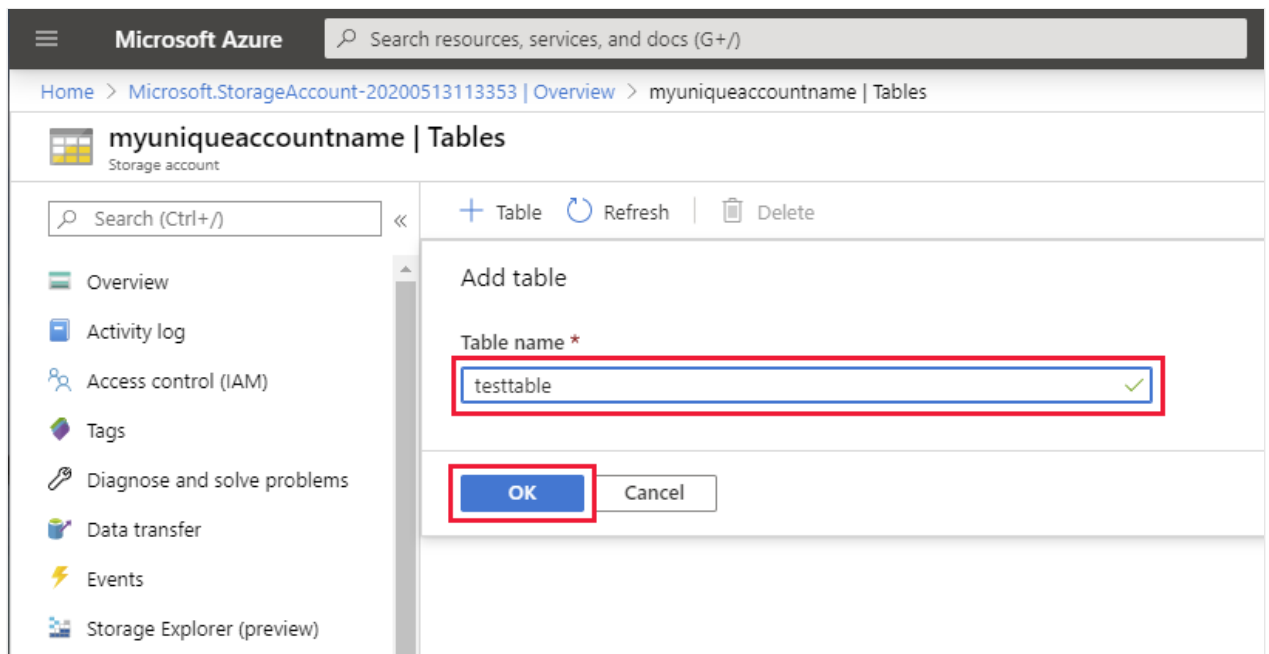 Microsoft Azure
Search resources, services, and docs (G+/)
Home > Microsoft.StorageAccount-20200513113353 | Overview > myuniqueaccountname | Tables
myuniqueaccountname | Tables
Storage account
Search (Ctrl+/)
«
+ Table
Refresh
Delete
Overview
Activity log
Access control (IAM)
Tags
Diagnose and solve problems
Data transfer
Events
Storage Explorer (preview)
Add table
Table name *
testtable
OK
Cancel